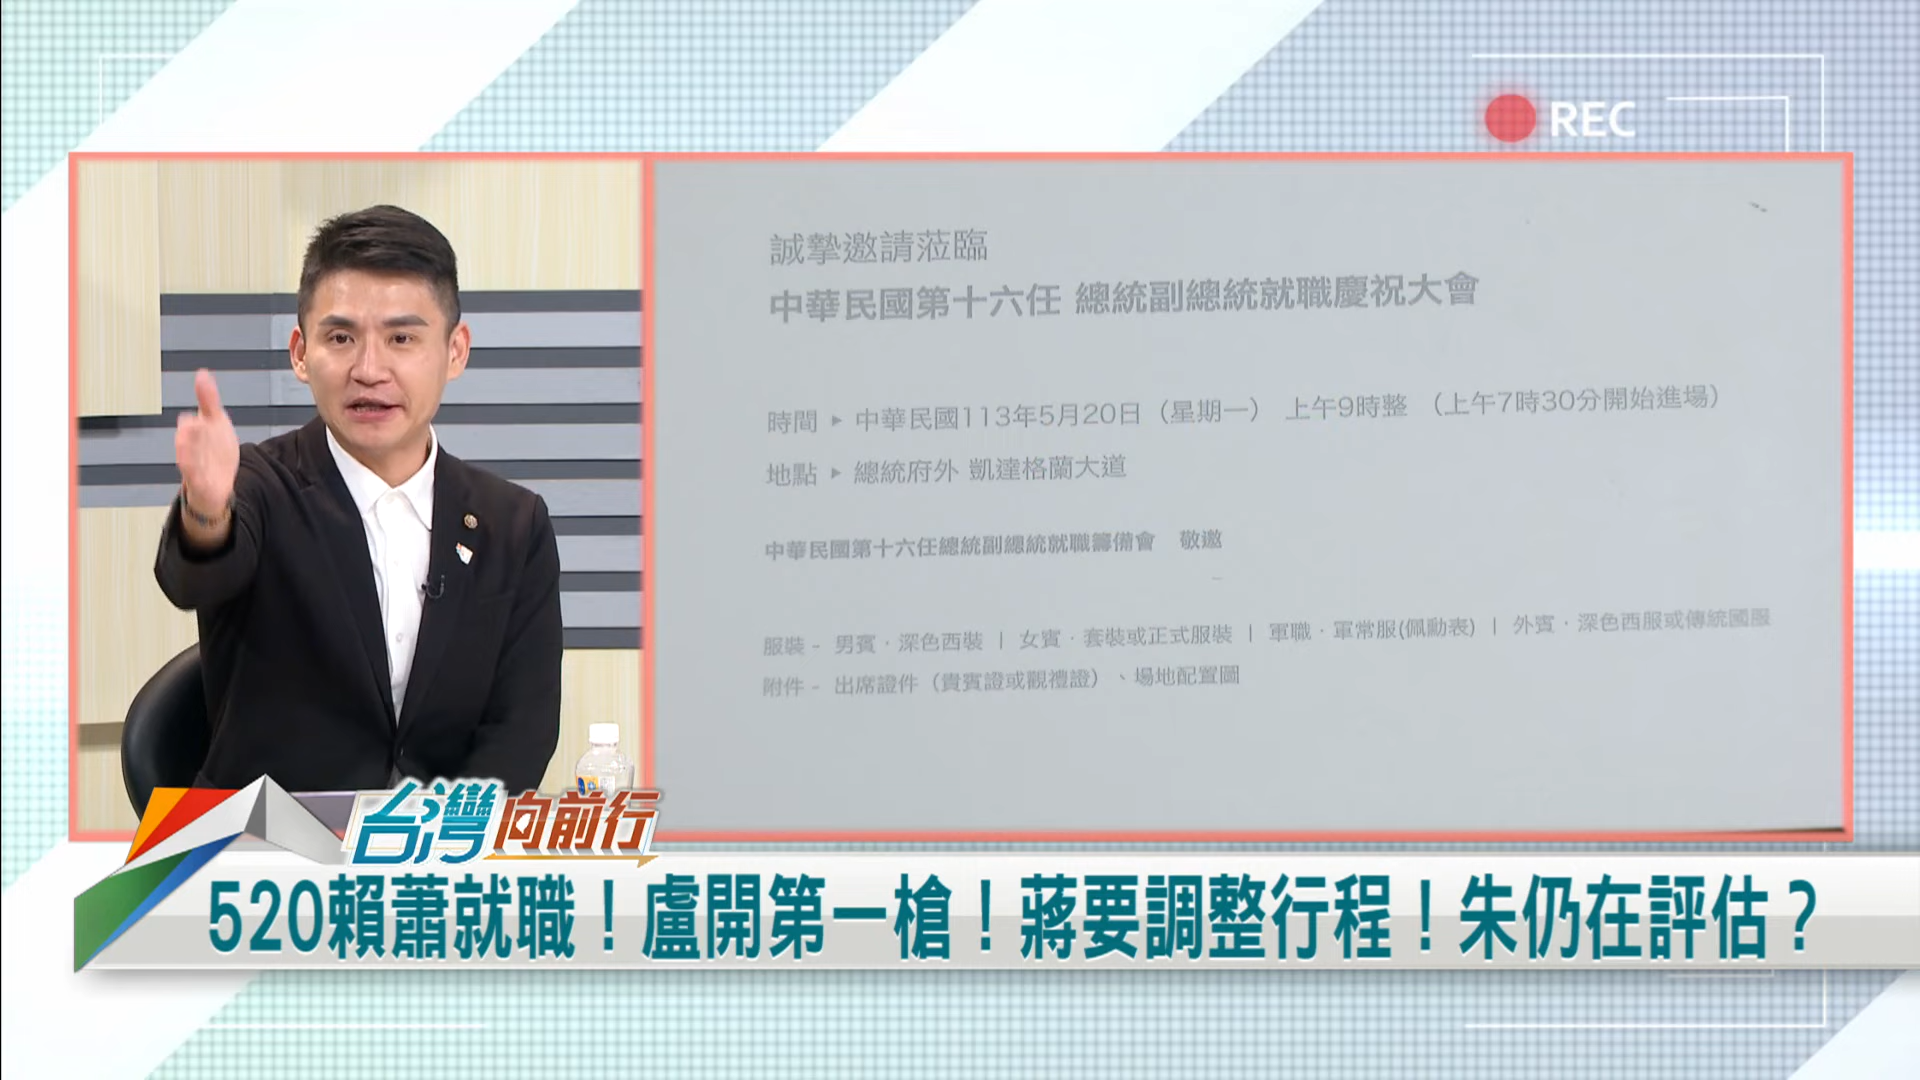 REC
誠摯邀請蒞臨
中華民國第十六任 總統副總統就職慶祝大會
時間 ▸ 中華民國113年5月20日（星期一） 上午9時整 （上午7時30分開始進場）
地點 ▸ 總統府外 凱達格蘭大道
中華民國第十六任總統副總統就職籌備會 敬邀
服裝 - 男賓・深色西裝 | 女賓・套裝或正式服裝 | 軍職・軍常服(佩勳表) | 外賓・深色西服或傳統國服
附件 - 出席證件（貴賓證或觀禮證）、場地配置圖
台灣向前行
520賴蕭就職！盧開第一槍！蔣要調整行程！朱仍在評估？